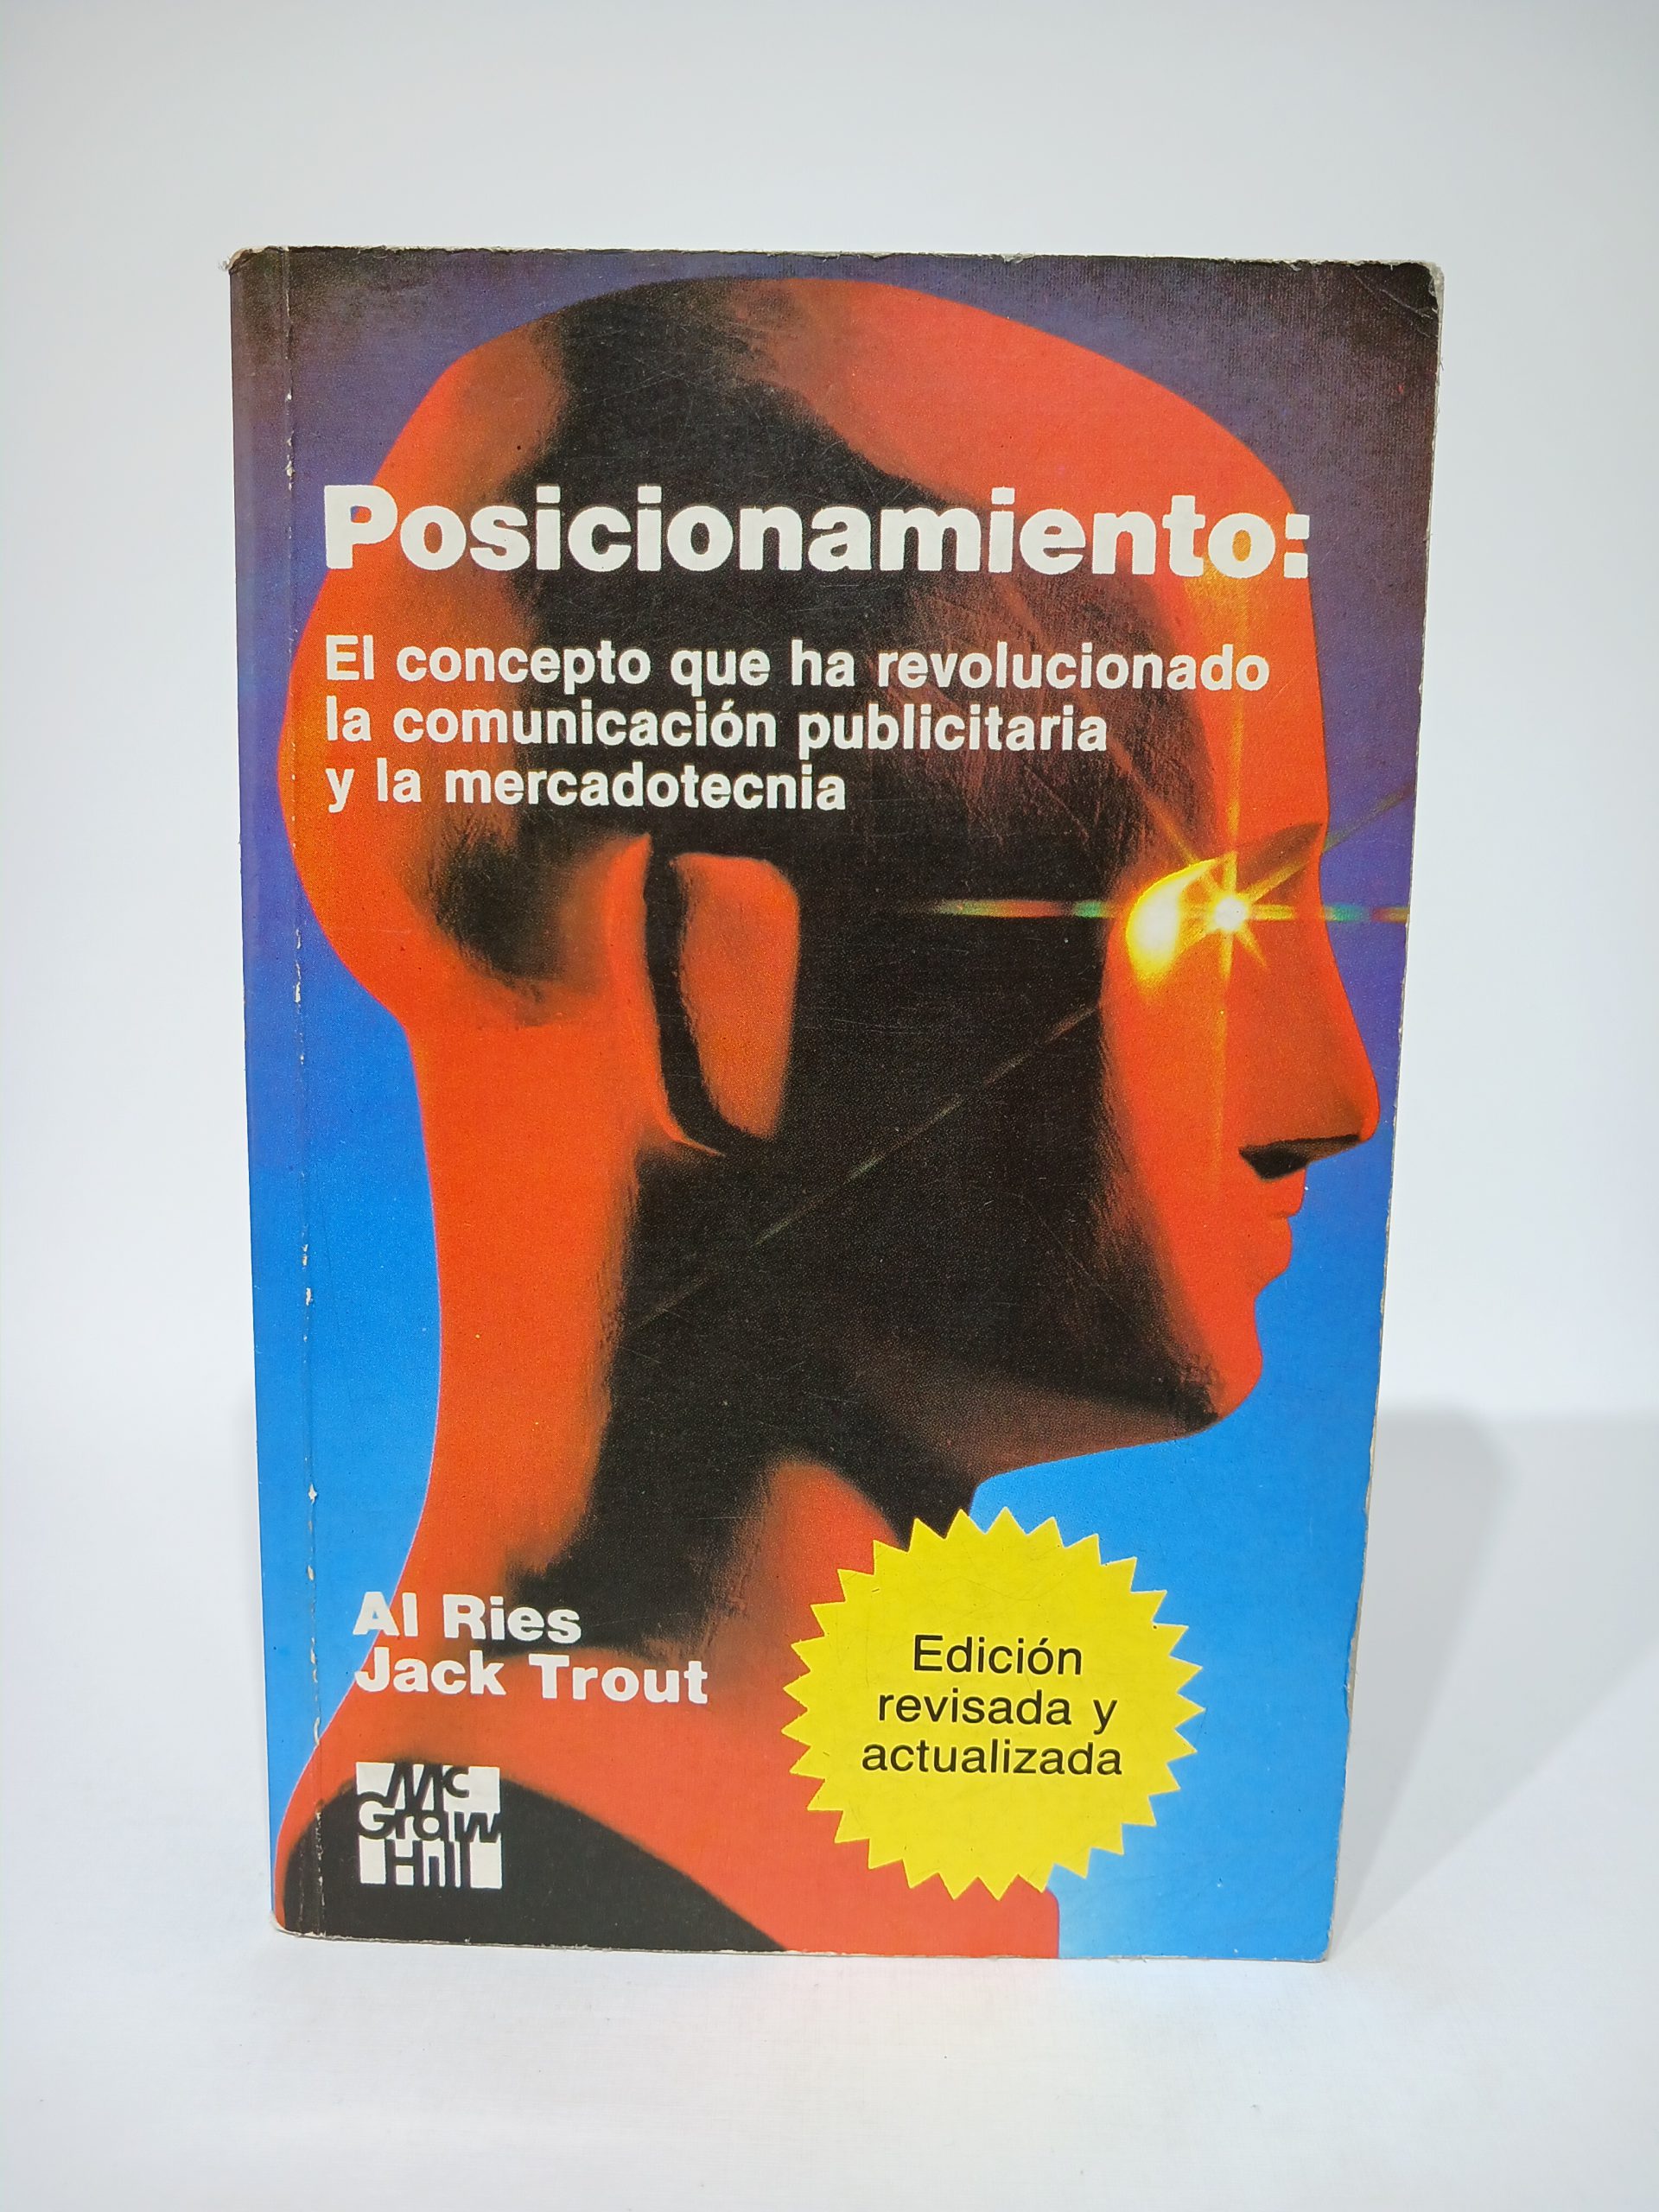 Posicionamiento:
El concepto que ha revolucionado
la comunicación publicitaria
y la mercadotecnia
Al Ries
Jack Trout
Edición
revisada y
actualizada
Mc
Graw
Hill